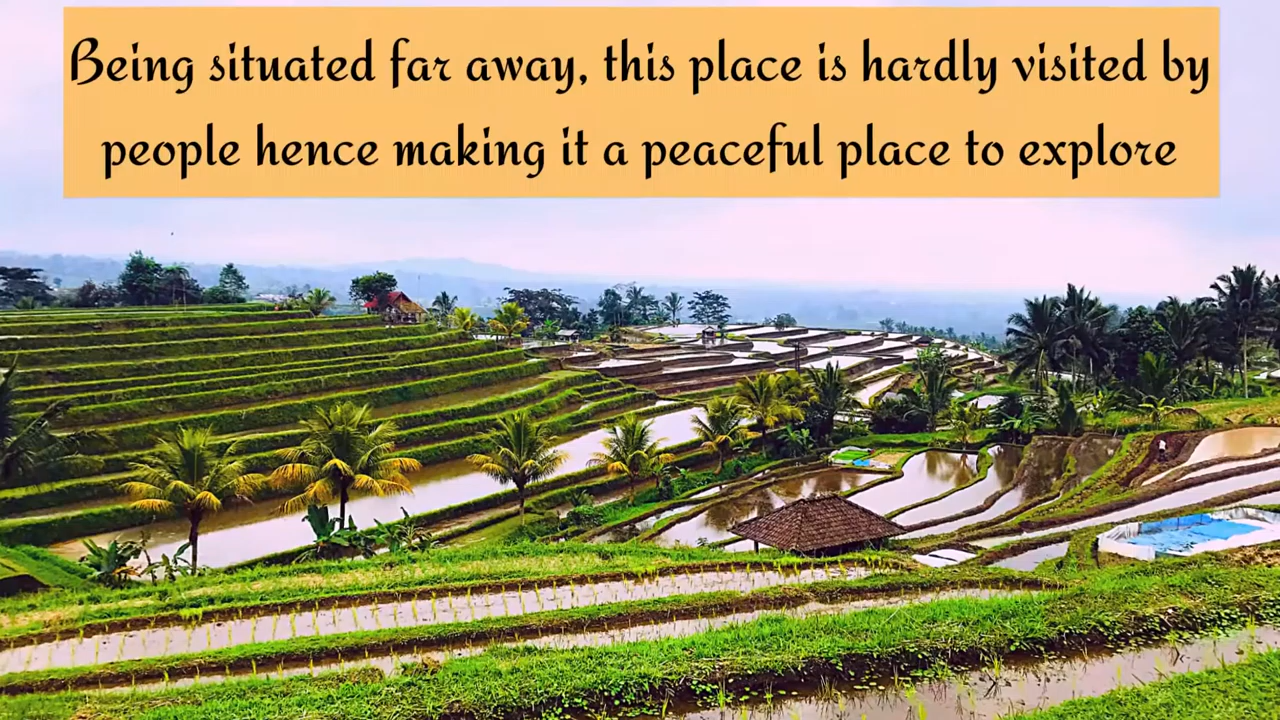 Being situated far away, this place is hardly visited by
people hence making it a peaceful place to explore